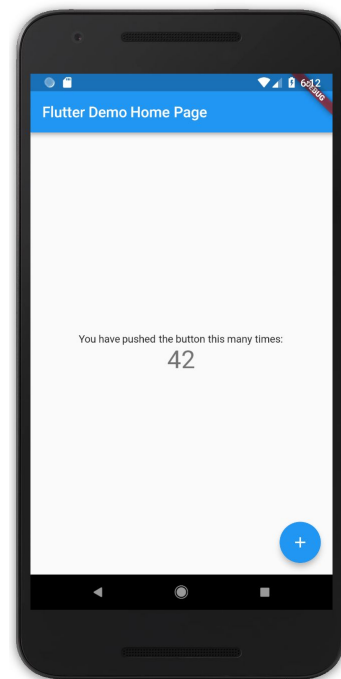 6:12
DEBUG
Flutter Demo Home Page
You have pushed the button this many times:
42
+